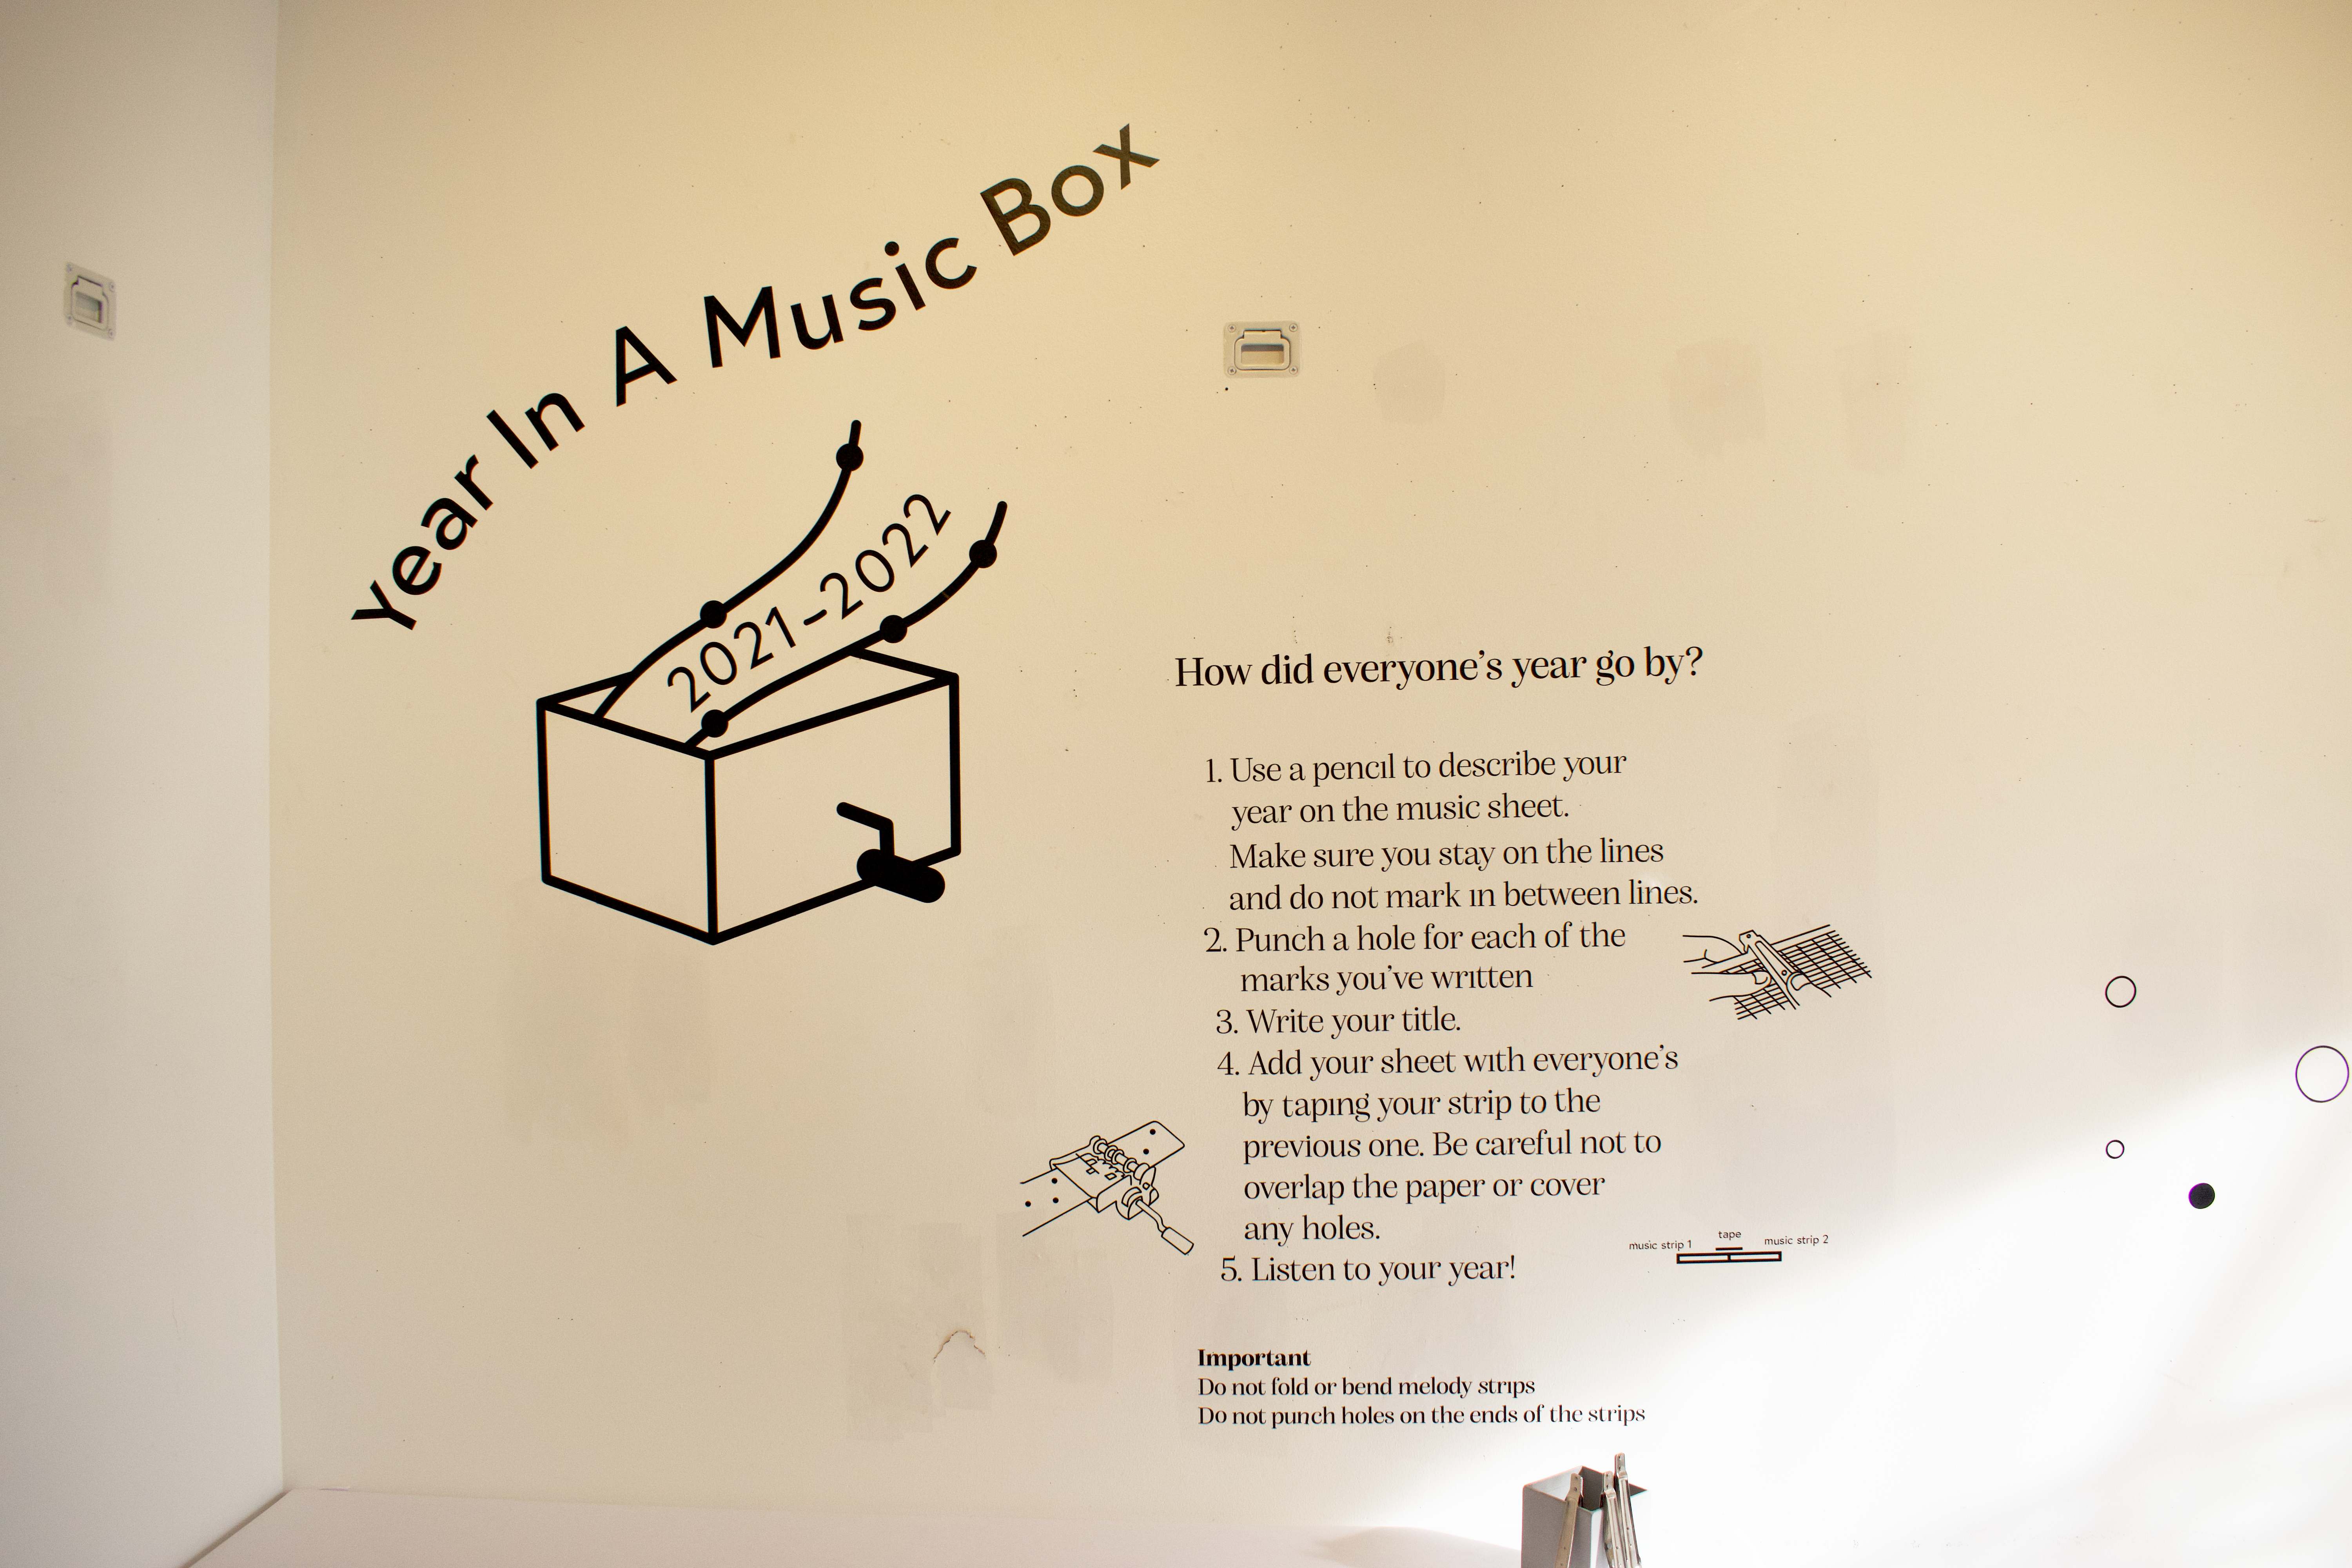 Year In A Music Box
2021–2022
How did everyone’s year go by?
1. Use a pencil to describe your
year on the music sheet.
Make sure you stay on the lines
and do not mark in between lines.
2. Punch a hole for each of the
marks you’ve written
3. Write your title.
4. Add your sheet with everyone’s
by taping your strip to the
previous one. Be careful not to
overlap the paper or cover
any holes.
music strip 1
tape
music strip 2
5. Listen to your year!
Important
Do not fold or bend melody strips
Do not punch holes on the ends of the strips